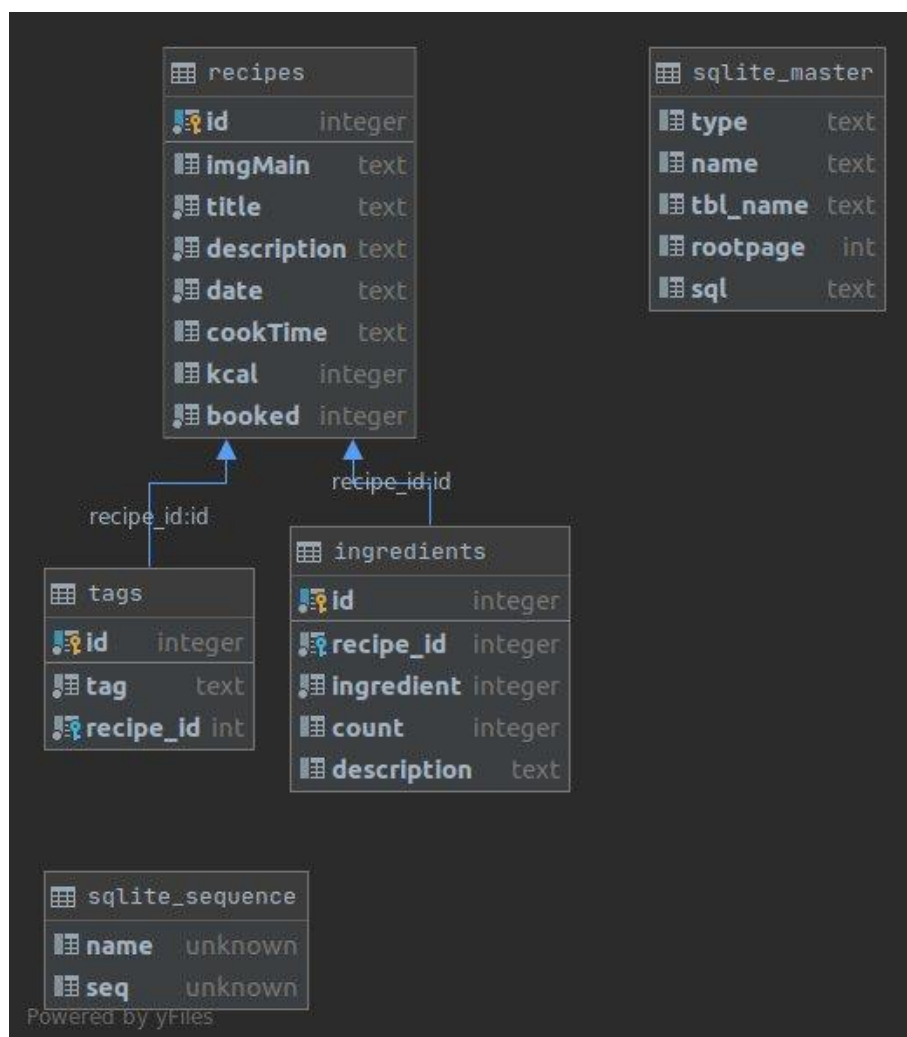 recipes
id integer
imgMain text
title text
description text
date text
cookTime text
kcal integer
booked integer
sqlite_master
type text
name text
tbl_name text
rootpage int
sql text
recipe_id:id
recipe_id:id
tags
id integer
tag text
recipe_id int
ingredients
id integer
recipe_id integer
ingredient integer
count integer
description text
sqlite_sequence
name unknown
seq unknown
Powered by yFiles